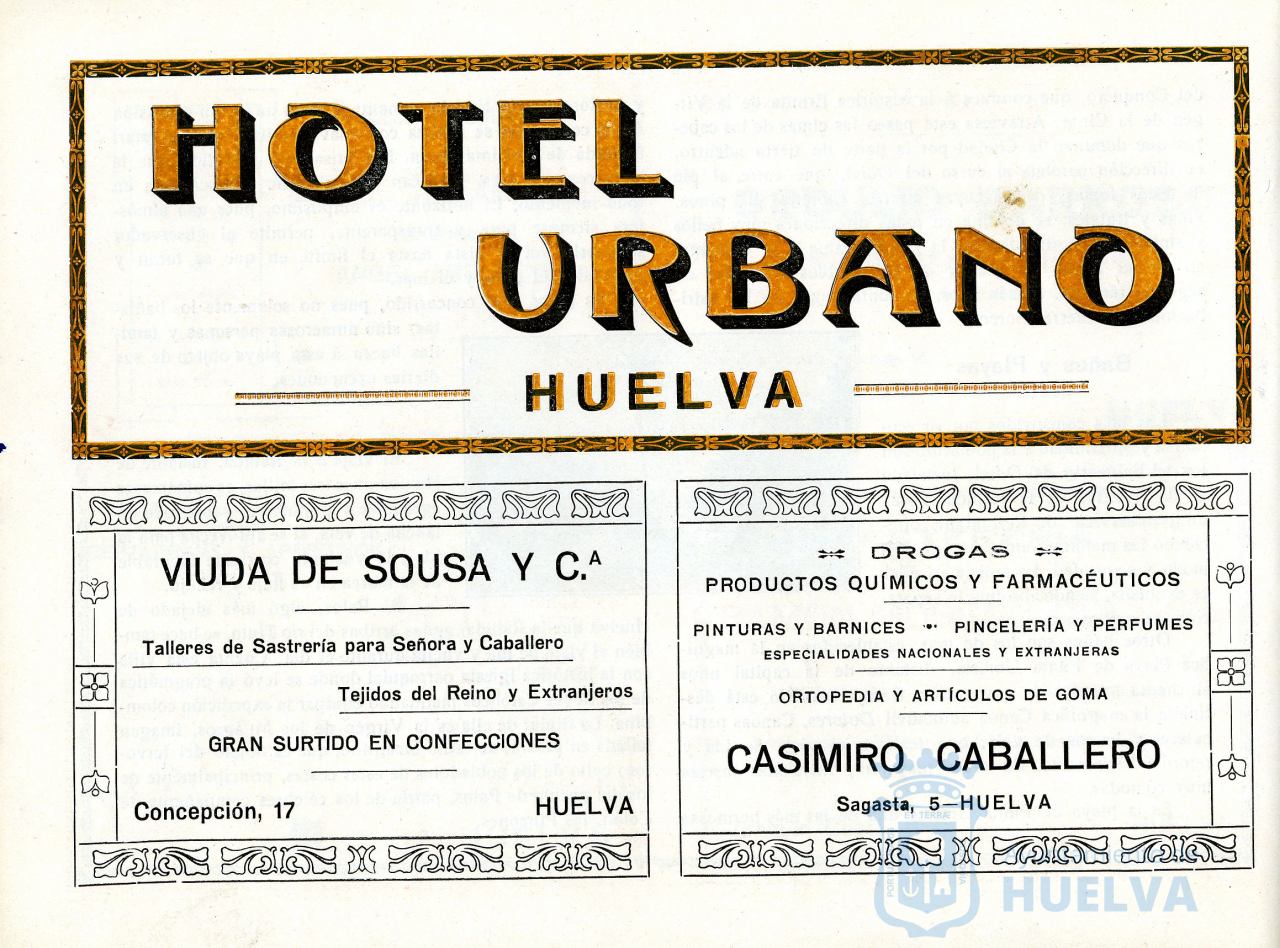 HOTEL
URBANO
HUELVA
VIUDA DE SOUSA Y C.ᴬ
Talleres de Sastrería para Señora y Caballero
Tejidos del Reino y Extranjeros
GRAN SURTIDO EN CONFECCIONES
Concepción, 17 HUELVA
DROGAS
PRODUCTOS QUÍMICOS Y FARMACÉUTICOS
PINTURAS Y BARNICES PINCELERÍA Y PERFUMES
ESPECIALIDADES NACIONALES Y EXTRANJERAS
ORTOPEDIA Y ARTÍCULOS DE GOMA
CASIMIRO CABALLERO
Sagasta, 5—HUELVA
HUELVA